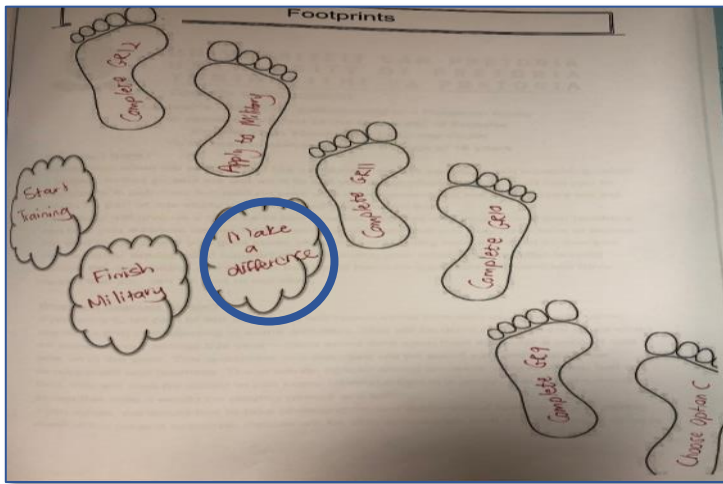 Footprints
Complete GR12
Apply to Military
Complete GR11
Complete GR10
Complete GR9
Choose Option C
Start
Training
Finish
Military
Make
a
difference